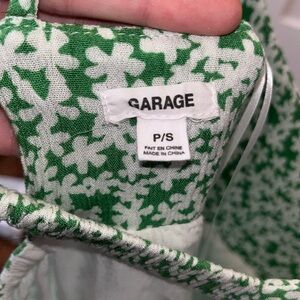 GARAGE
P/S
FAIT EN CHINE
MADE IN CHINA